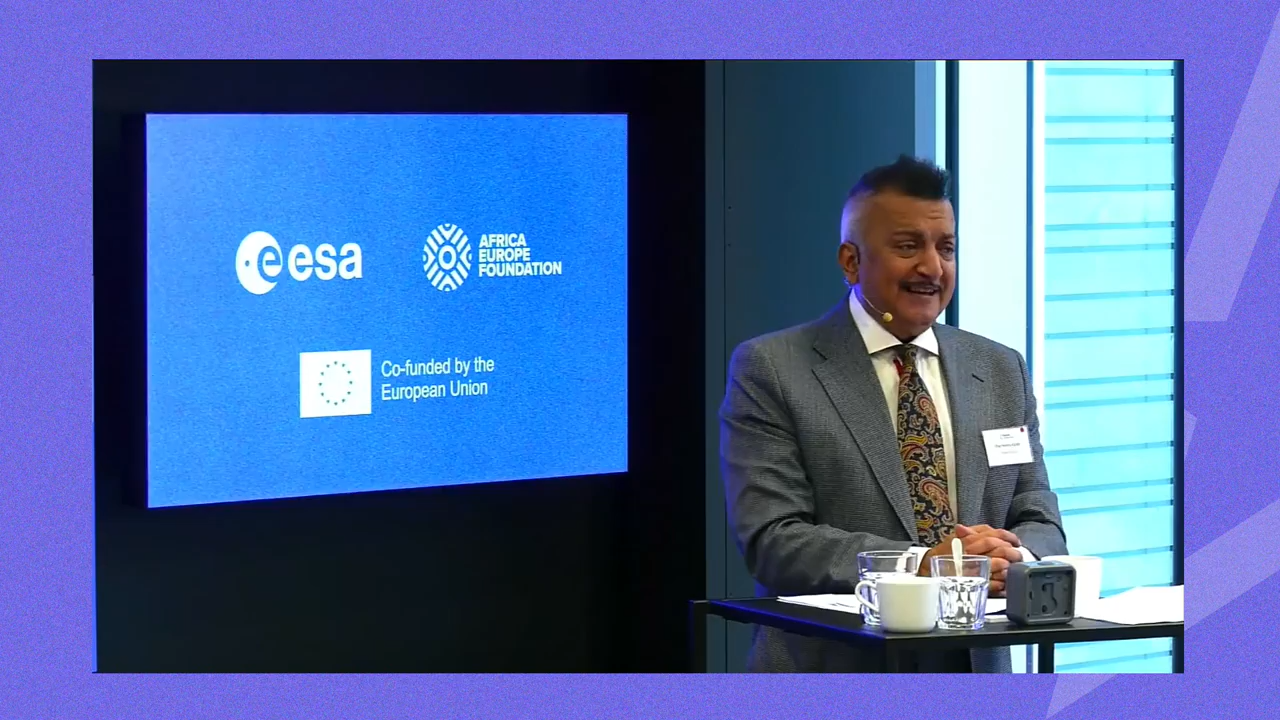 esa
AFRICA
EUROPE
FOUNDATION
Co-funded by the
European Union